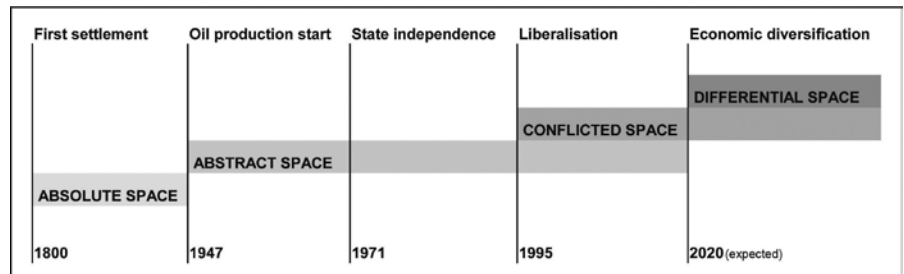 First settlement Oil production start State independence Liberalisation Economic diversification
DIFFERENTIAL SPACE
CONFLICTED SPACE
ABSTRACT SPACE
ABSOLUTE SPACE
1800 1947 1971 1995 2020 (expected)